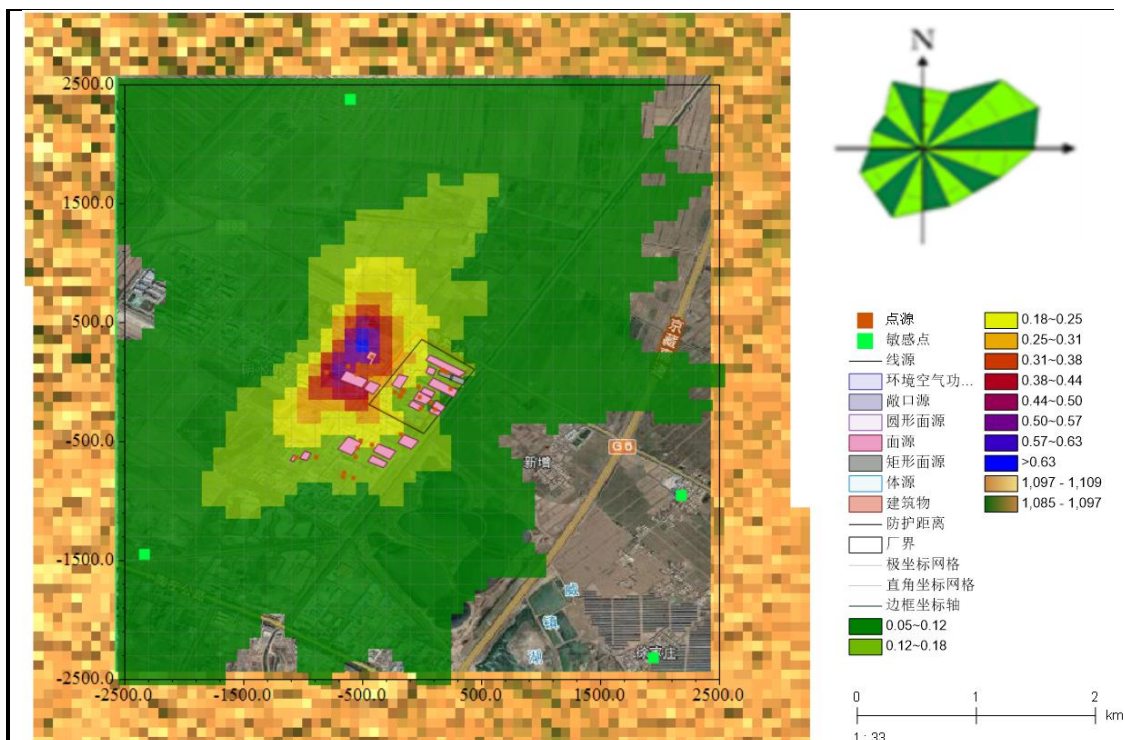 N
2500.0
1500.0
500.0
-500.0
-1500.0
-2500.0
-2500.0
-1500.0
-500.0
500.0
1500.0
2500.0
G6
新墩
镇
湖
点源
敏感点
线源
环境空气功...
敞口源
圆形面源
面源
矩形面源
体源
建筑物
防护距离
厂界
极坐标网格
直角坐标网格
边框坐标轴
0.05~0.12
0.12~0.18
0.18~0.25
0.25~0.31
0.31~0.38
0.38~0.44
0.44~0.50
0.50~0.57
0.57~0.63
>0.63
1,097 - 1,109
1,085 - 1,097
0
1
2
km
1 : 33